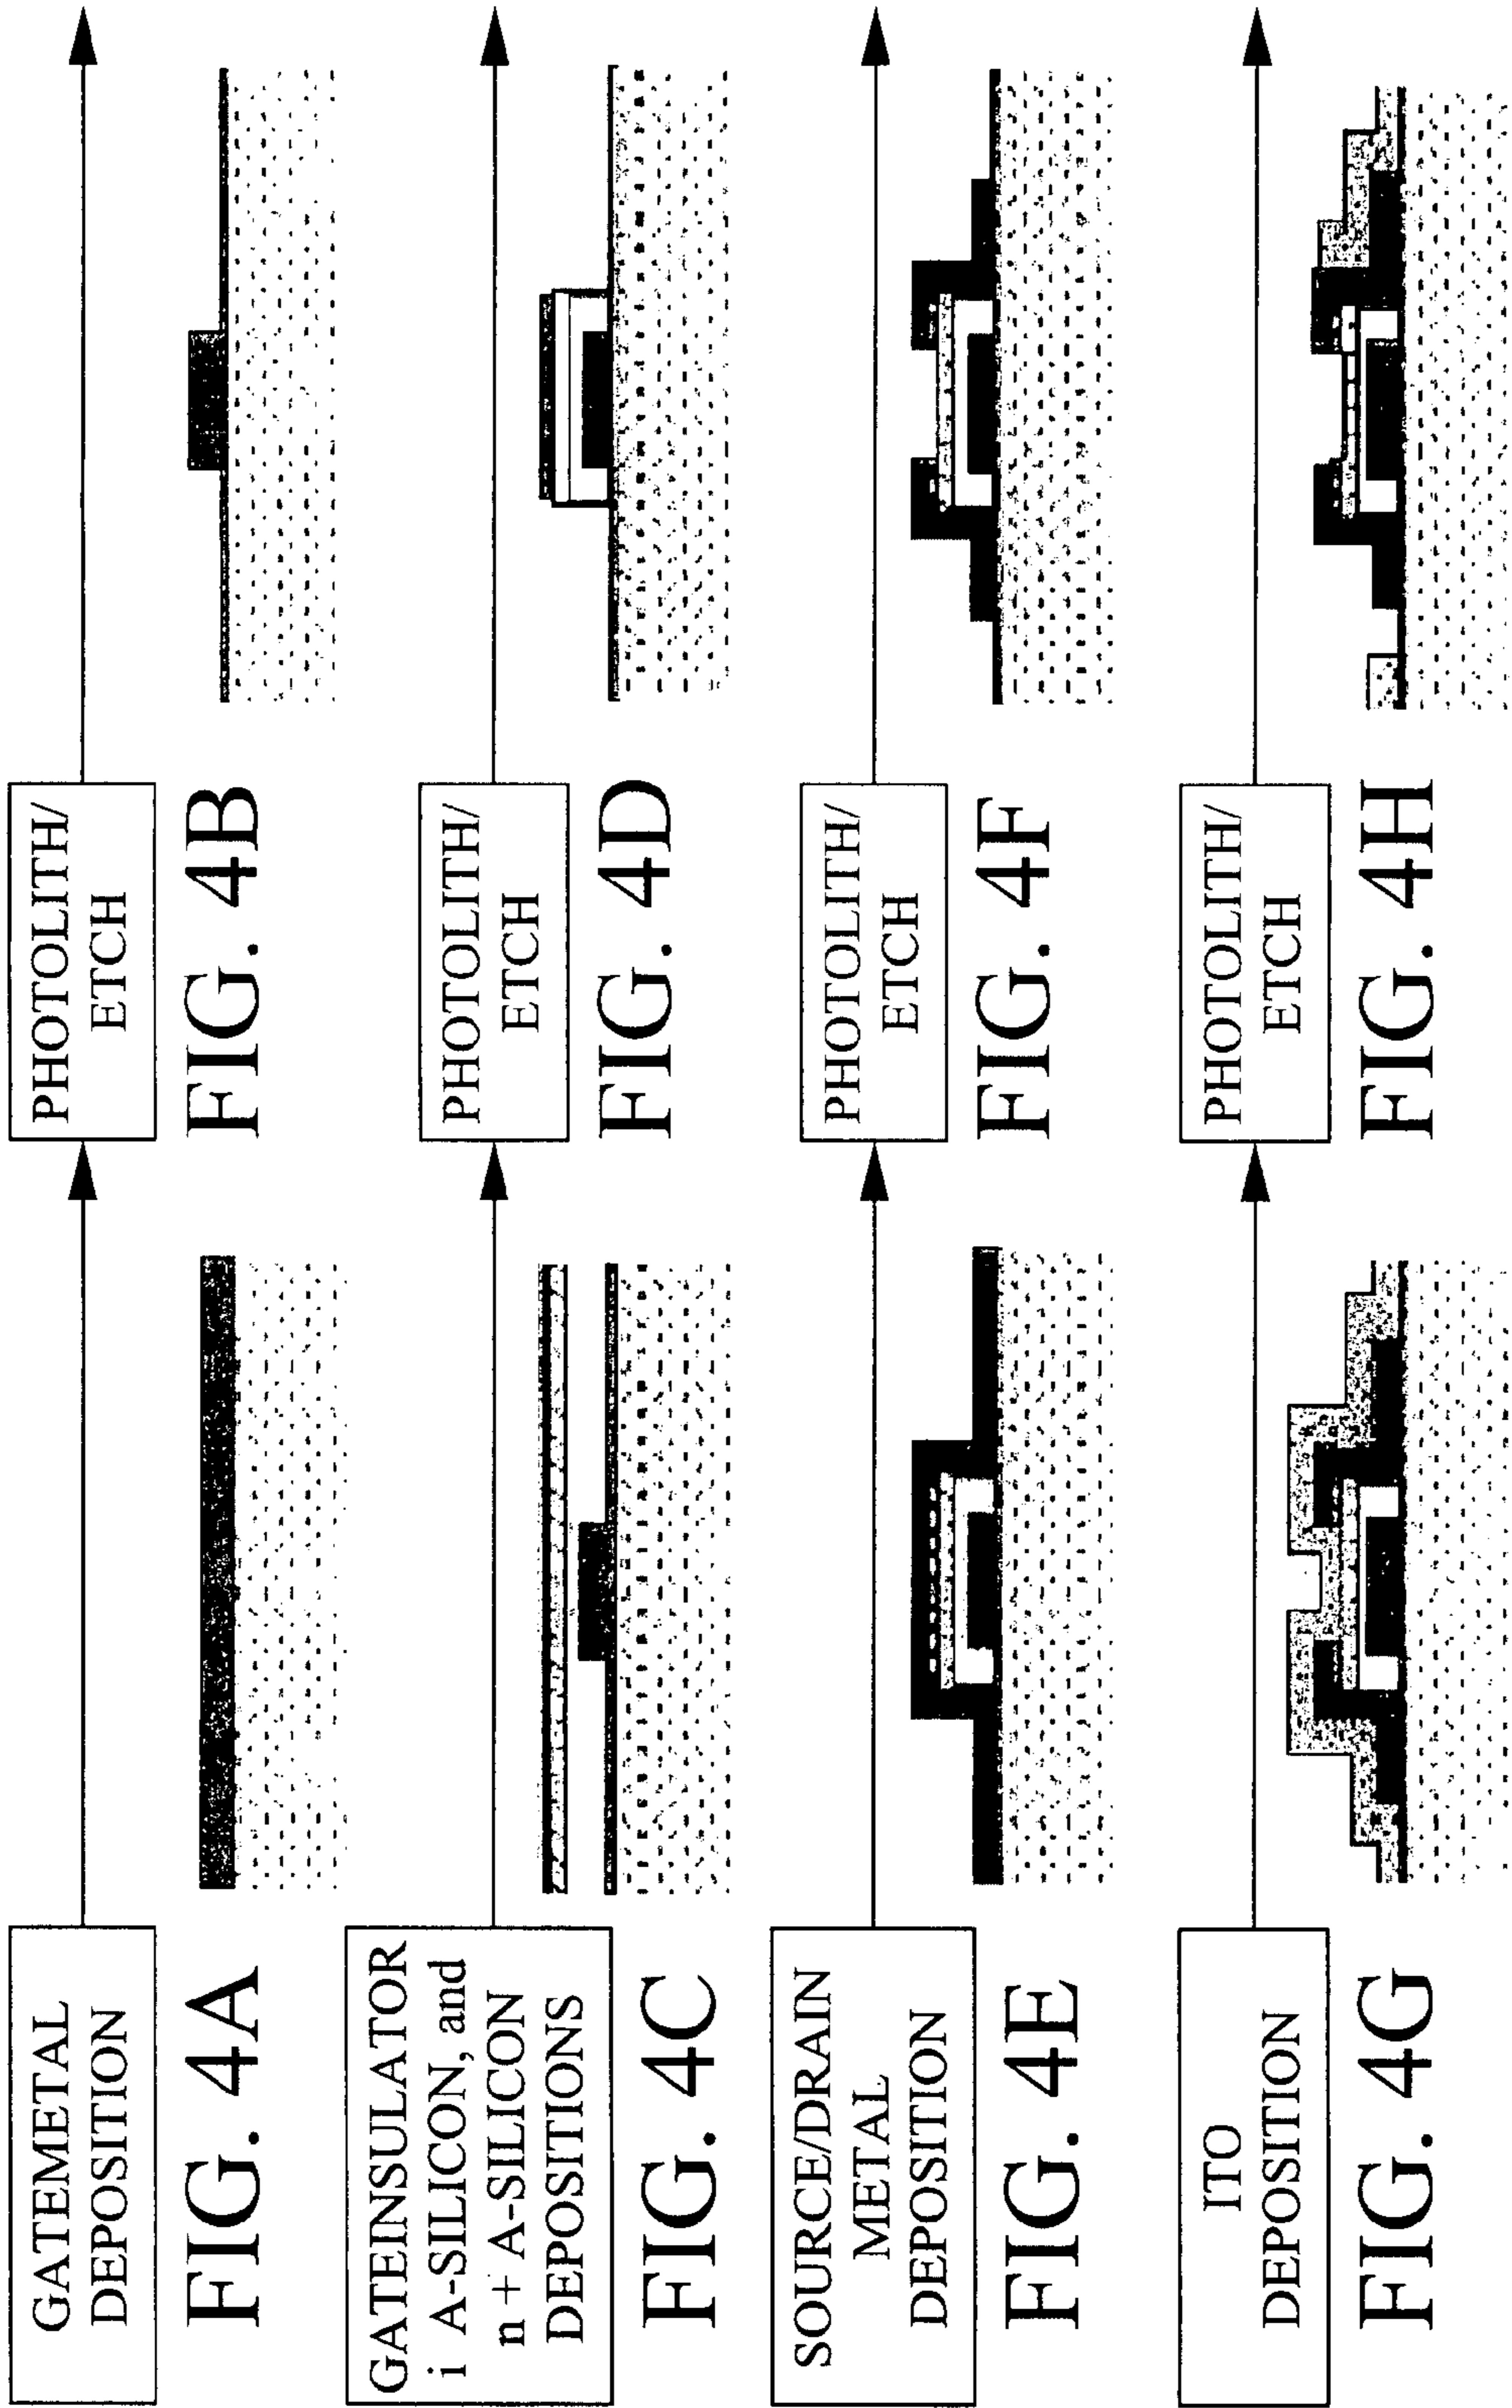 GATEMETAL
DEPOSITION
FIG. 4A
PHOTOLITH/
ETCH
FIG. 4B
GATEINSULATOR
i A-SILICON, and
n + A-SILICON
DEPOSITIONS
FIG. 4C
PHOTOLITH/
ETCH
FIG. 4D
SOURCE/DRAIN
METAL
DEPOSITION
FIG. 4E
PHOTOLITH/
ETCH
FIG. 4F
ITO
DEPOSITION
FIG. 4G
PHOTOLITH/
ETCH
FIG. 4H